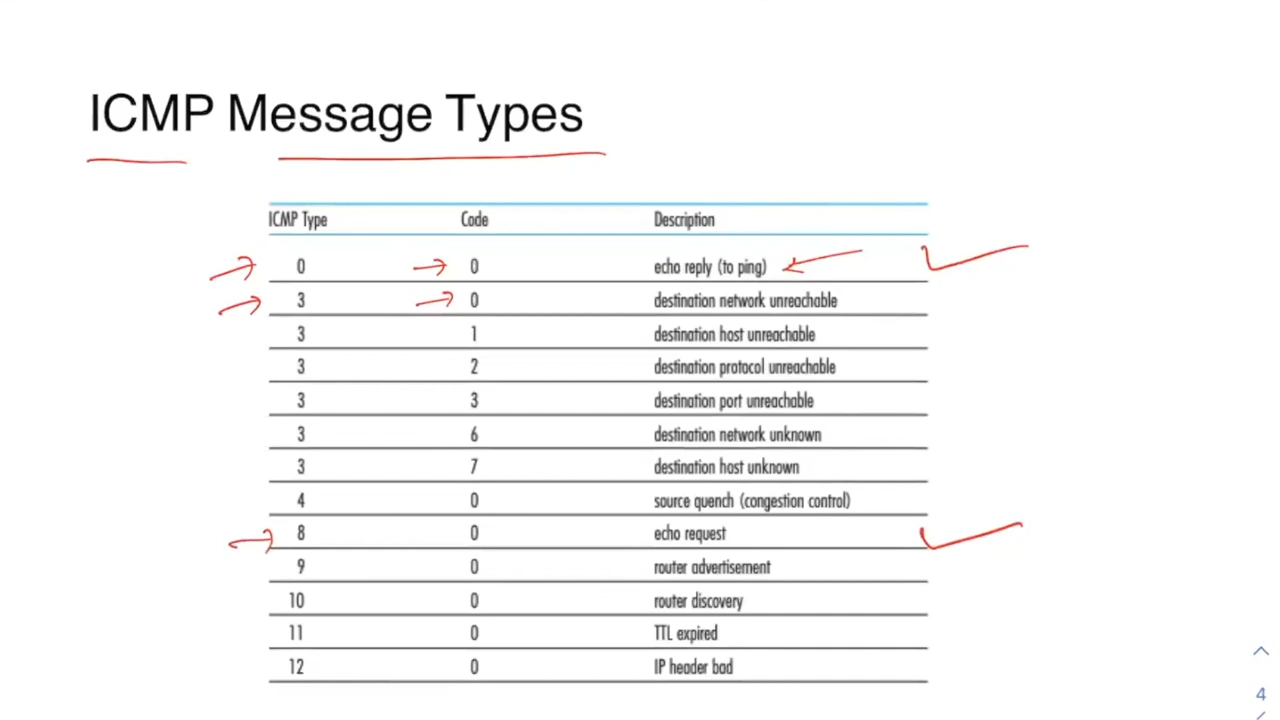 ICMP Message Types
ICMP Type Code Description
0 0 echo reply (to ping)
3 0 destination network unreachable
3 1 destination host unreachable
3 2 destination protocol unreachable
3 3 destination port unreachable
3 6 destination network unknown
3 7 destination host unknown
4 0 source quench (congestion control)
8 0 echo request
9 0 router advertisement
10 0 router discovery
11 0 TTL expired
12 0 IP header bad
4